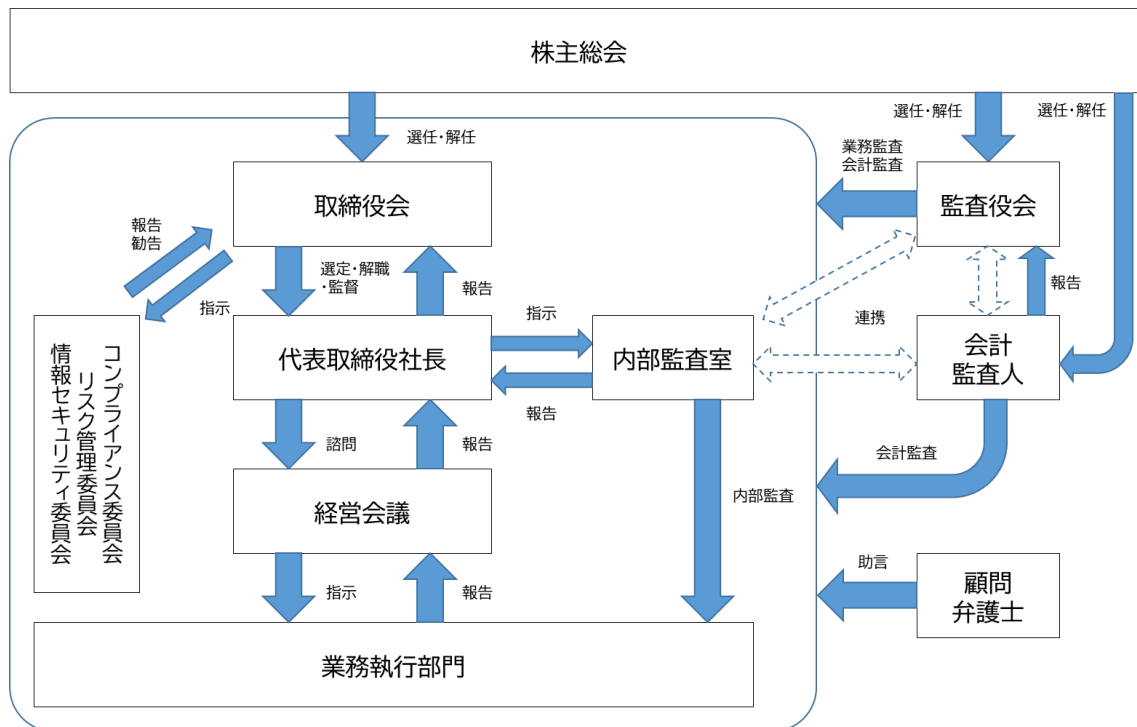 株主総会
選任・解任
選任・解任
選任・解任
業務監査
会計監査
取締役会
監査役会
報告
勧告
選定・解職
・監督
報告
報告
指示
指示
連携
代表取締役社長
内部監査室
会計
監査人
コンプライアンス委員会
リスク管理委員会
情報セキュリティ委員会
報告
諮問
報告
会計監査
経営会議
内部監査
指示
報告
助言
顧問
弁護士
業務執行部門